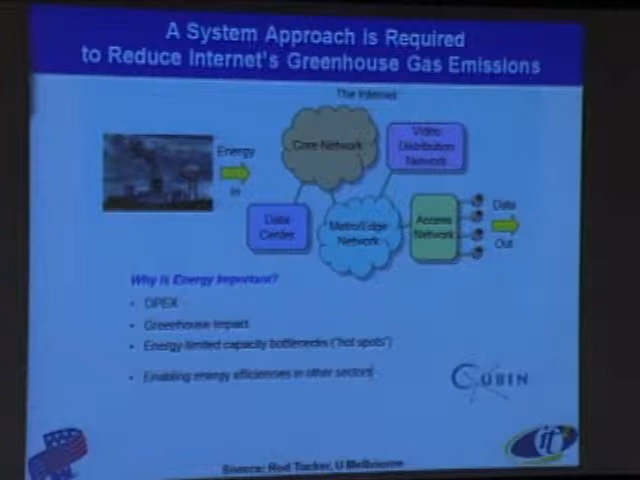 A System Approach Is Required
to Reduce Internet's Greenhouse Gas Emissions
The Internet
Core Network
Video
Distribution
Network
Energy
In
Data
Center
Metro/Edge
Network
Access
Network
Data
Out
Why Is Energy Important?
• OPEX
• Greenhouse Impact
• Energy-limited capacity bottlenecks ("hot spots")
• Enabling energy efficiencies in other sectors
CUBIN
Source: Rod Tucker, U Melbourne